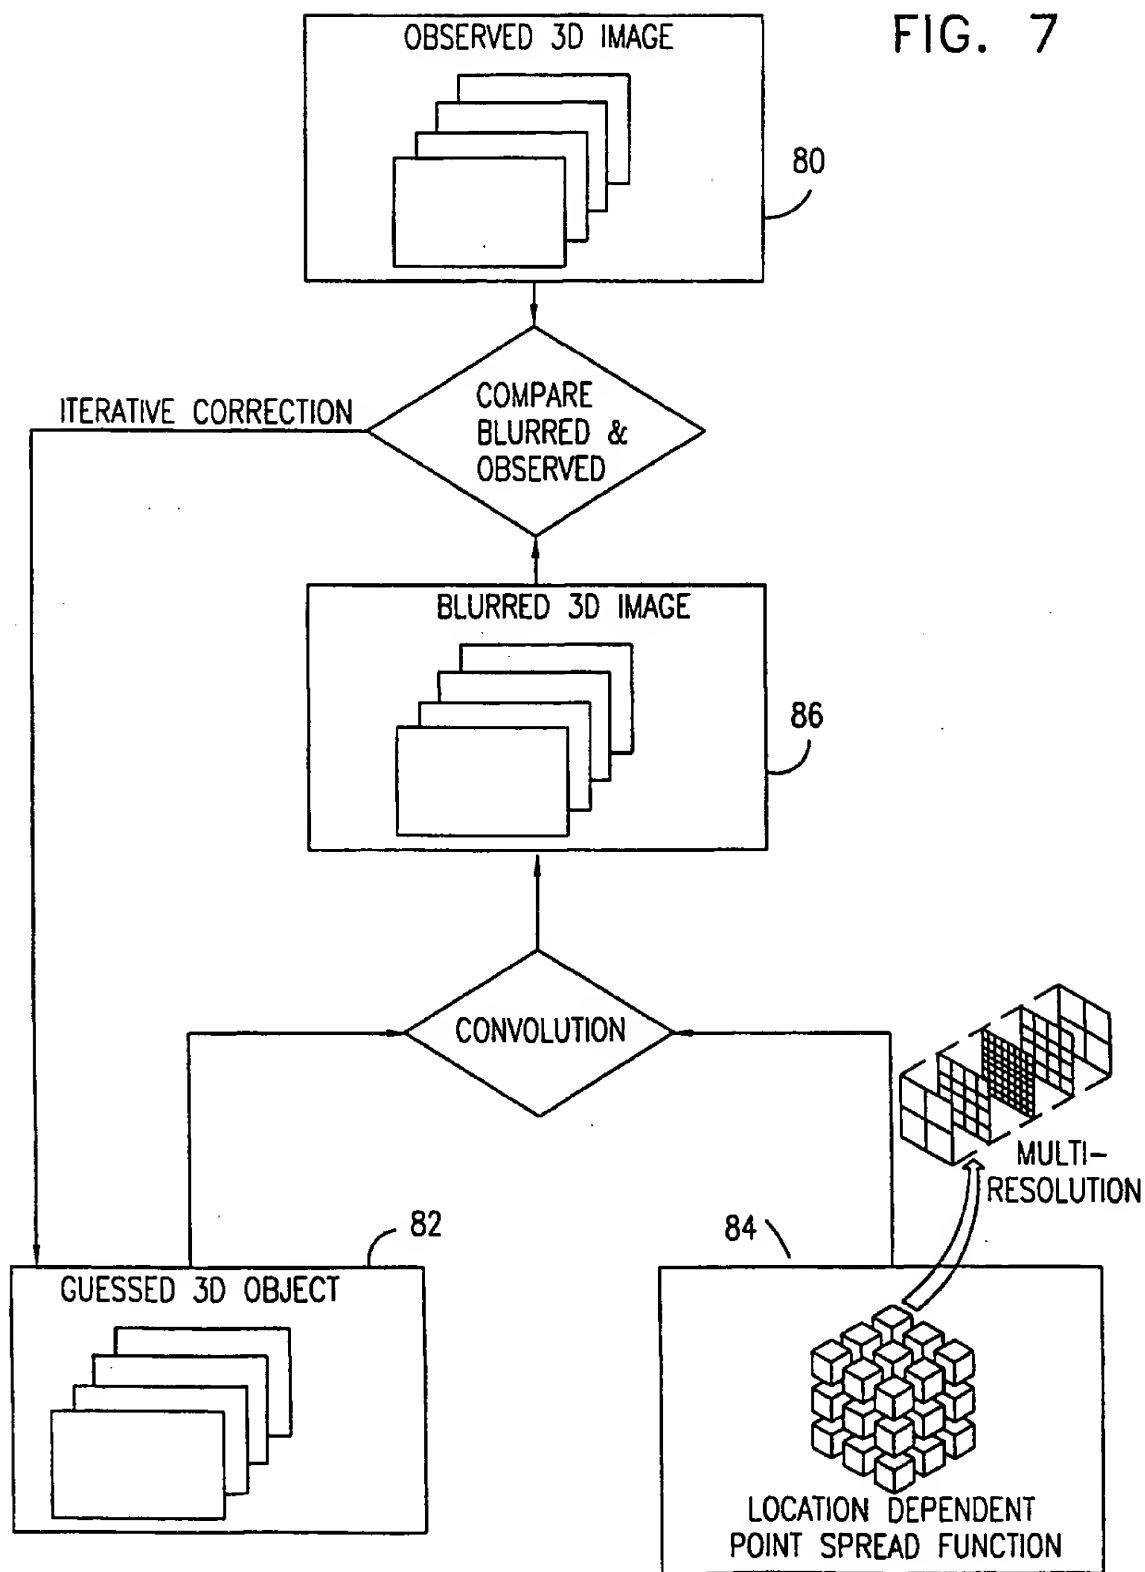 FIG. 7
OBSERVED 3D IMAGE
80
COMPARE
BLURRED &
OBSERVED
ITERATIVE CORRECTION
BLURRED 3D IMAGE
86
CONVOLUTION
MULTI-
RESOLUTION
82
84
GUESSED 3D OBJECT
LOCATION DEPENDENT
POINT SPREAD FUNCTION